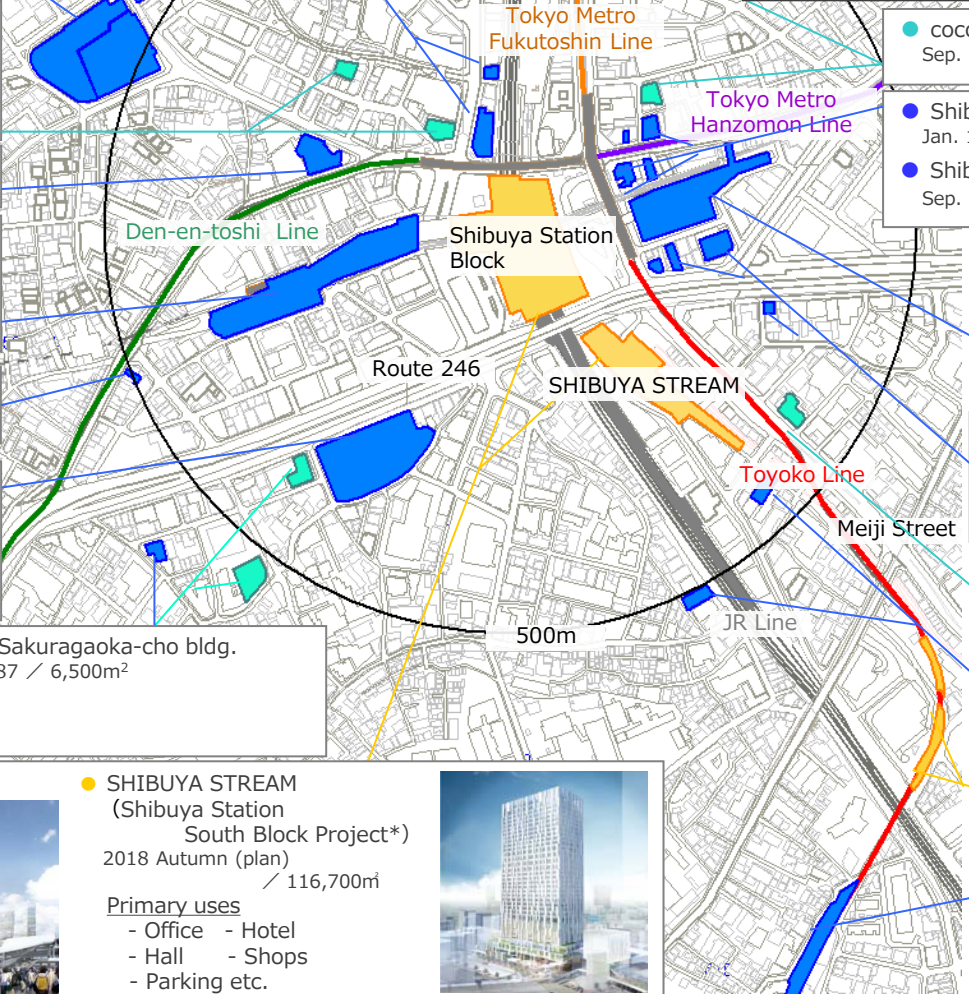 Tokyo Metro
Fukutoshin Line
Sep.
Tokyo Metro
Hanzomon Line
Jan.
Sep.
Den-en-toshi Line
Shibuya Station
Block
Route 246
SHIBUYA STREAM
Toyoko Line
Meiji Street
500m
JR Line
Sakuragaoka-cho bldg.
37 ／ 6,500m²
SHIBUYA STREAM
(Shibuya Station
South Block Project*)
2018 Autumn (plan)
／ 116,700㎡
Primary uses
- Office - Hotel
- Hall - Shops
- Parking etc.